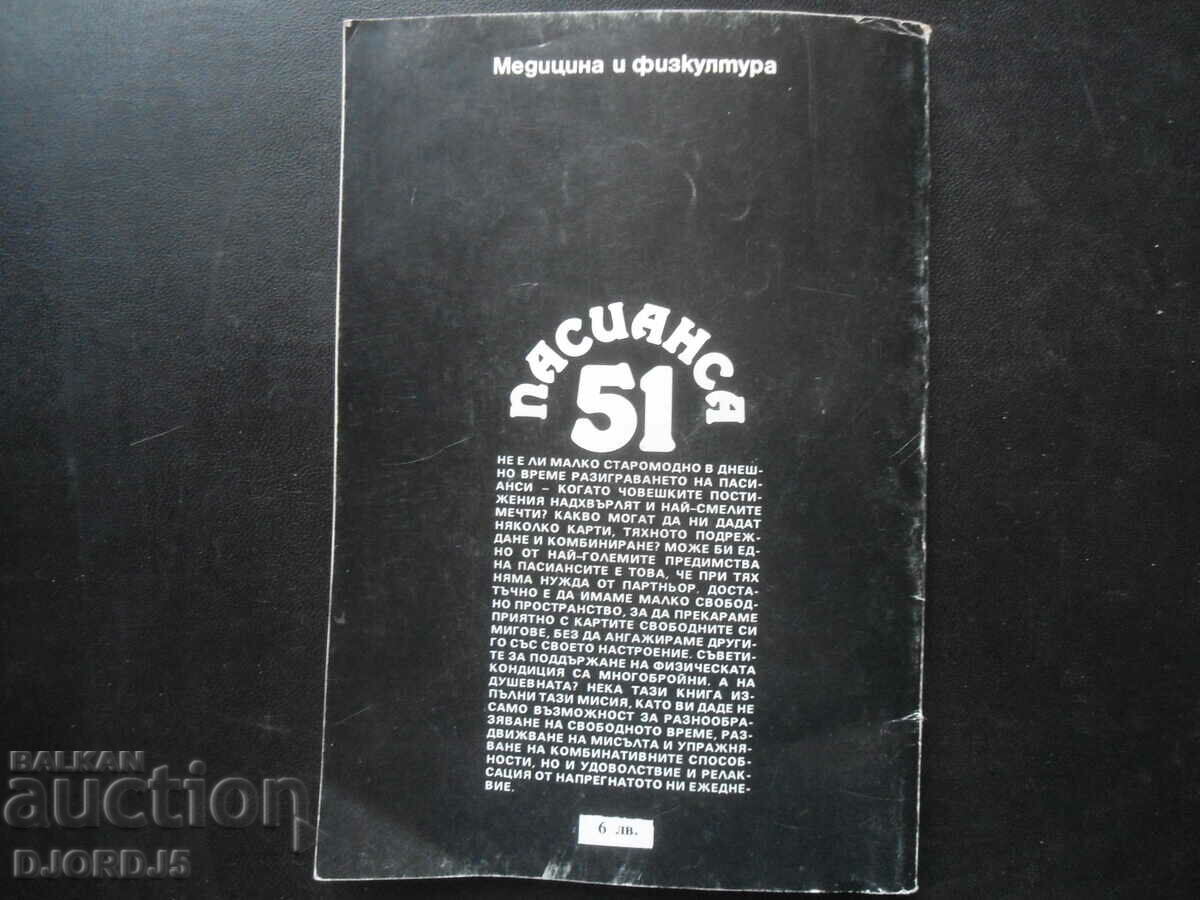 Медицина и физкултура
ПАСИАНСА
51
НЕ Е ЛИ МАЛКО СТАРОМОДНО В ДНЕШ-
НО ВРЕМЕ РАЗИГРАВАНЕТО НА ПАСИ-
АНСИ – КОГАТО ЧОВЕШКИТЕ ПОСТИ-
ЖЕНИЯ НАДХВЪРЛЯТ И НАЙ-СМЕЛИТЕ
МЕЧТИ? КАКВО МОГАТ ДА НИ ДАДАТ
НЯКОЛКО КАРТИ, ТЯХНОТО ПОДРЕЖ-
ДАНЕ И КОМБИНИРАНЕ? МОЖЕ БИ ЕД-
НО ОТ НАЙ-ГОЛЕМИТЕ ПРЕДИМСТВА
НА ПАСИАНСИТЕ Е ТОВА, ЧЕ ПРИ ТЯХ
НЯМА НУЖДА ОТ ПАРТНЬОР. ДОСТА-
ТЪЧНО Е ДА ИМАМЕ МАЛКО СВОБОД-
НО ПРОСТРАНСТВО, ЗА ДА ПРЕКАРАМЕ
ПРИЯТНО С КАРТИТЕ СВОБОДНИТЕ СИ
МИГОВЕ, БЕЗ ДА АНГАЖИРАМЕ ДРУГИ-
ГО СЪС СВОЕТО НАСТРОЕНИЕ. СЪВЕТИ-
ТЕ ЗА ПОДДЪРЖАНЕ НА ФИЗИЧЕСКАТА
КОНДИЦИЯ СА МНОГОБРОЙНИ. А НА
ДУШЕВНАТА? НЕКА ТАЗИ КНИГА ИЗ-
ПЪЛНИ ТАЗИ МИСИЯ, КАТО ВИ ДАДЕ НЕ
САМО ВЪЗМОЖНОСТ ЗА РАЗНООБРА-
ЗЯВАНЕ НА СВОБОДНОТО ВРЕМЕ, РАЗ-
ДВИЖВАНЕ НА МИСЪЛТА И УПРАЖНЯ-
ВАНЕ НА КОМБИНАТИВНИТЕ СПОСОБ-
НОСТИ, НО И УДОВОЛСТВИЕ И РЕЛАК-
САЦИЯ ОТ НАПРЕГНАТОТО НИ ЕЖЕДНЕ-
ВИЕ.
6 лв.
BALKAN
auction
DJORDJ5